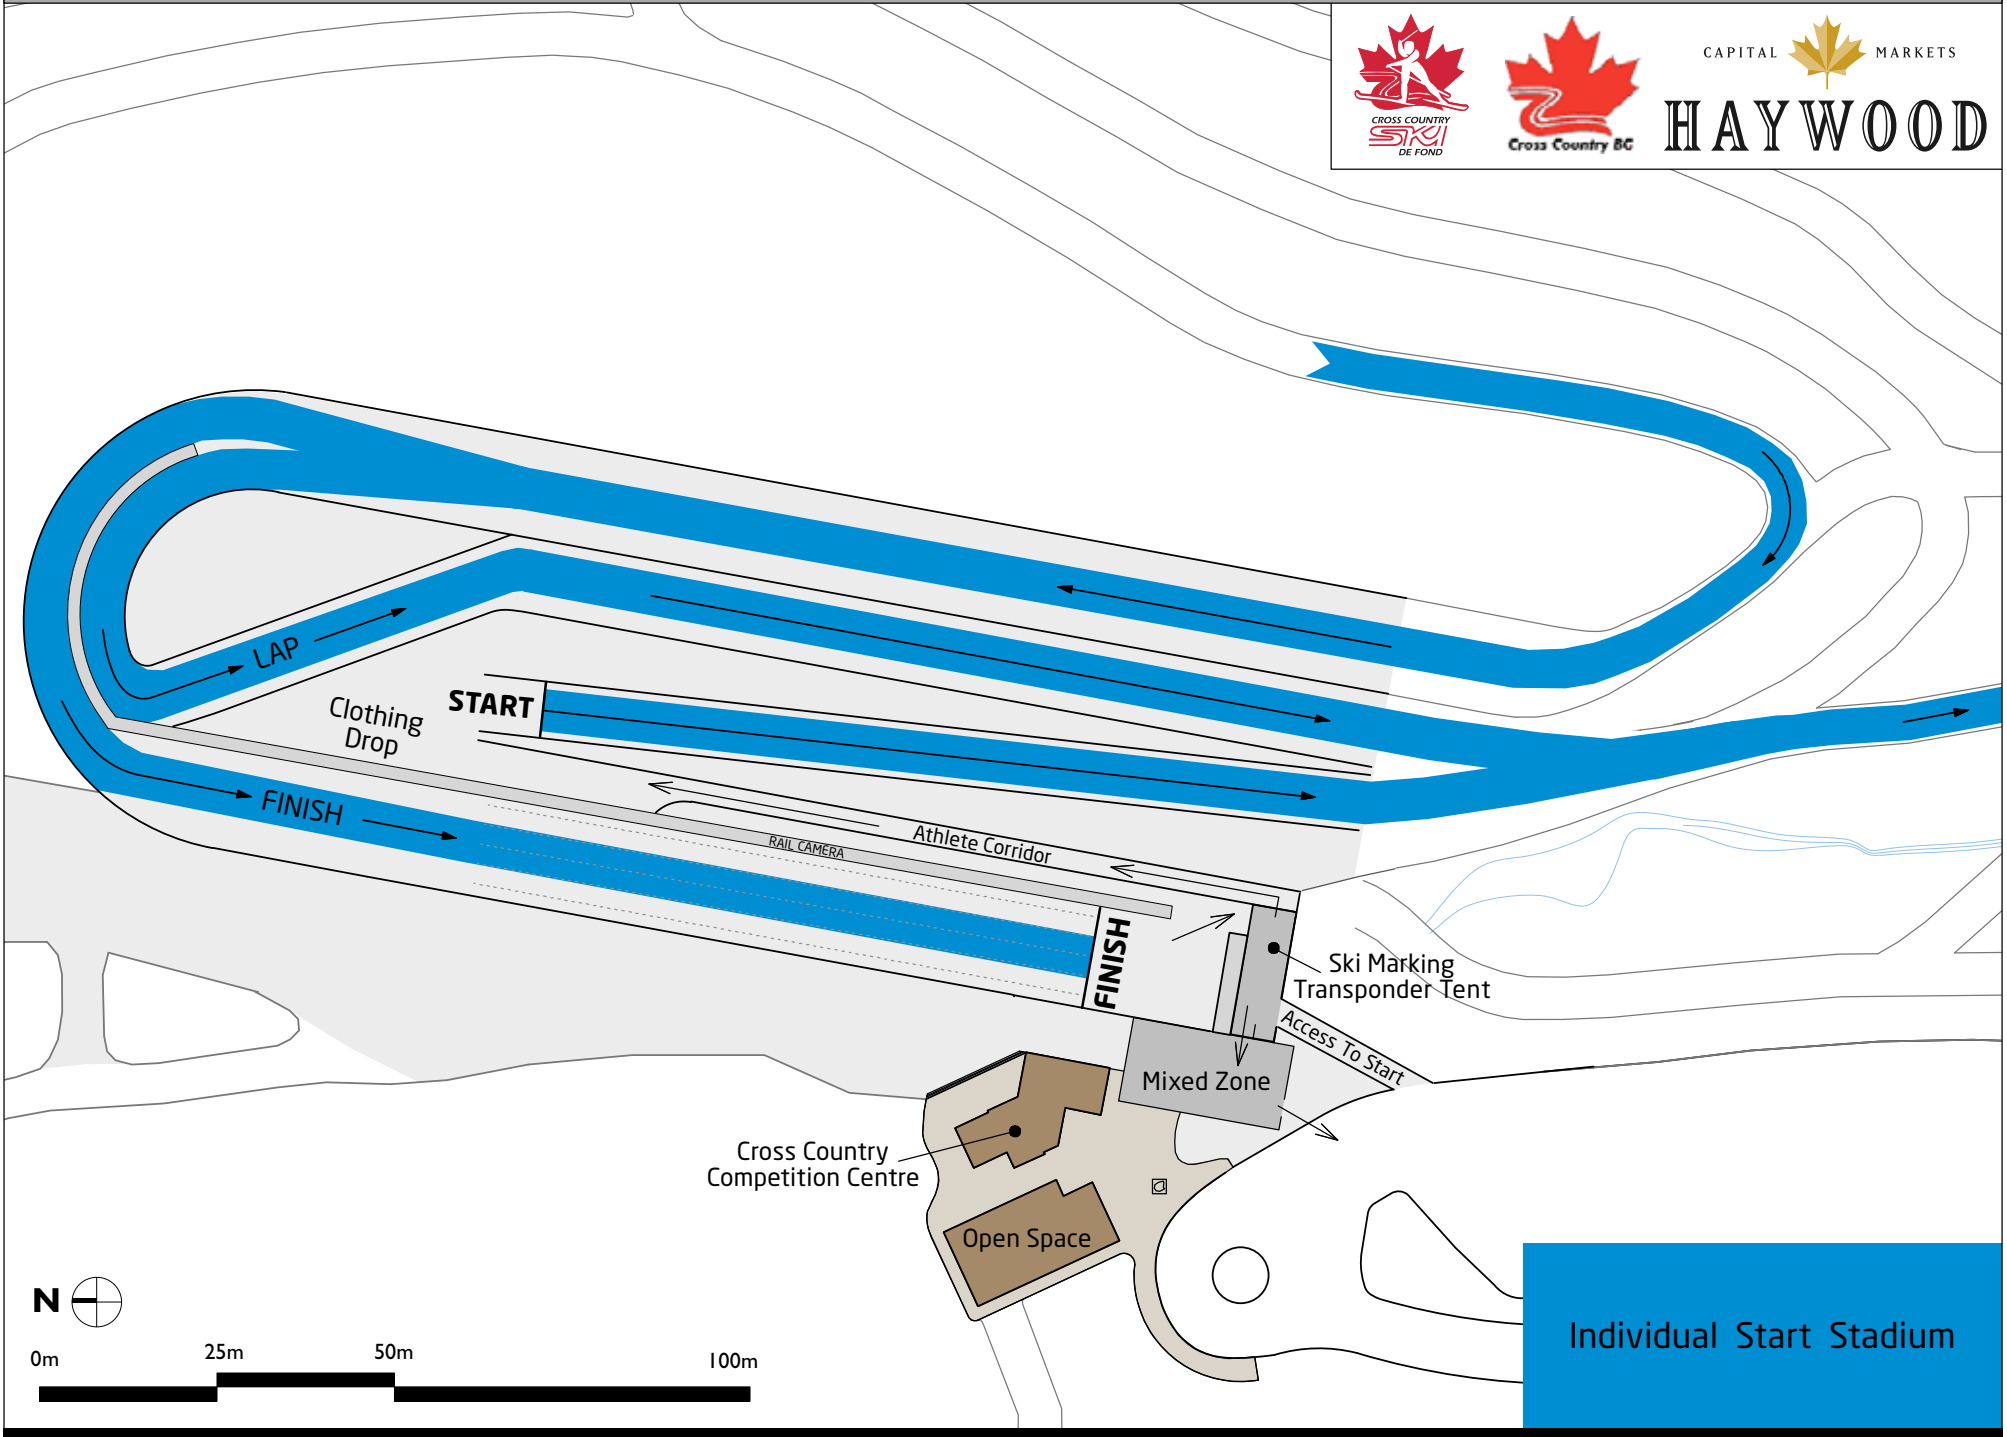 CROSS COUNTRY
SKI
DE FOND
Cross Country BC
CAPITAL MARKETS
HAYWOOD
LAP
START
Clothing
Drop
FINISH
RAIL CAMERA
Athlete Corridor
FINISH
Ski Marking
Transponder Tent
Access To Start
Mixed Zone
Cross Country
Competition Centre
Open Space
N
0m 25m 50m 100m
Individual Start Stadium